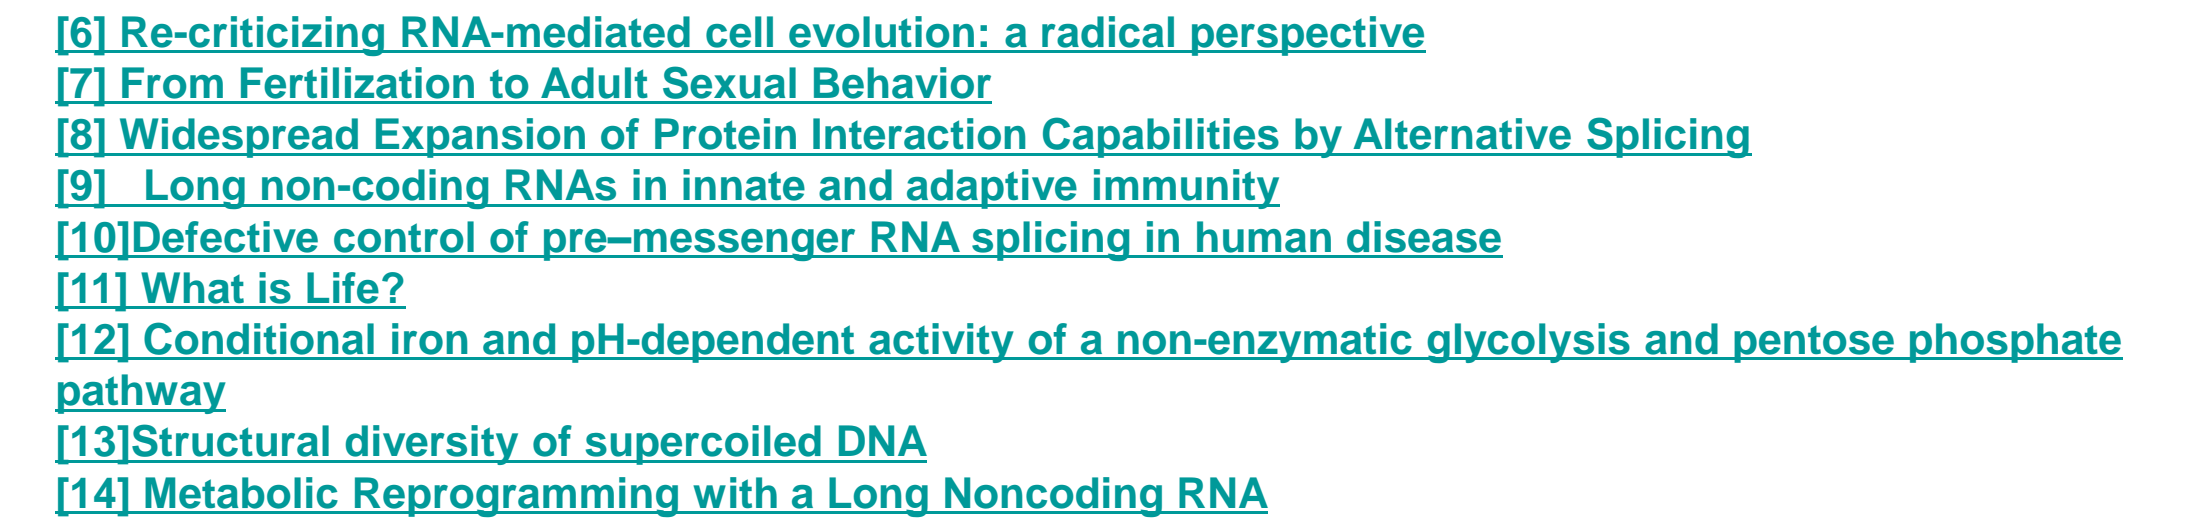 [6] Re-criticizing RNA-mediated cell evolution: a radical perspective
[7] From Fertilization to Adult Sexual Behavior
[8] Widespread Expansion of Protein Interaction Capabilities by Alternative Splicing
[9]   Long non-coding RNAs in innate and adaptive immunity
[10]Defective control of pre–messenger RNA splicing in human disease
[11] What is Life?
[12] Conditional iron and pH-dependent activity of a non-enzymatic glycolysis and pentose phosphate
pathway
[13]Structural diversity of supercoiled DNA
[14] Metabolic Reprogramming with a Long Noncoding RNA